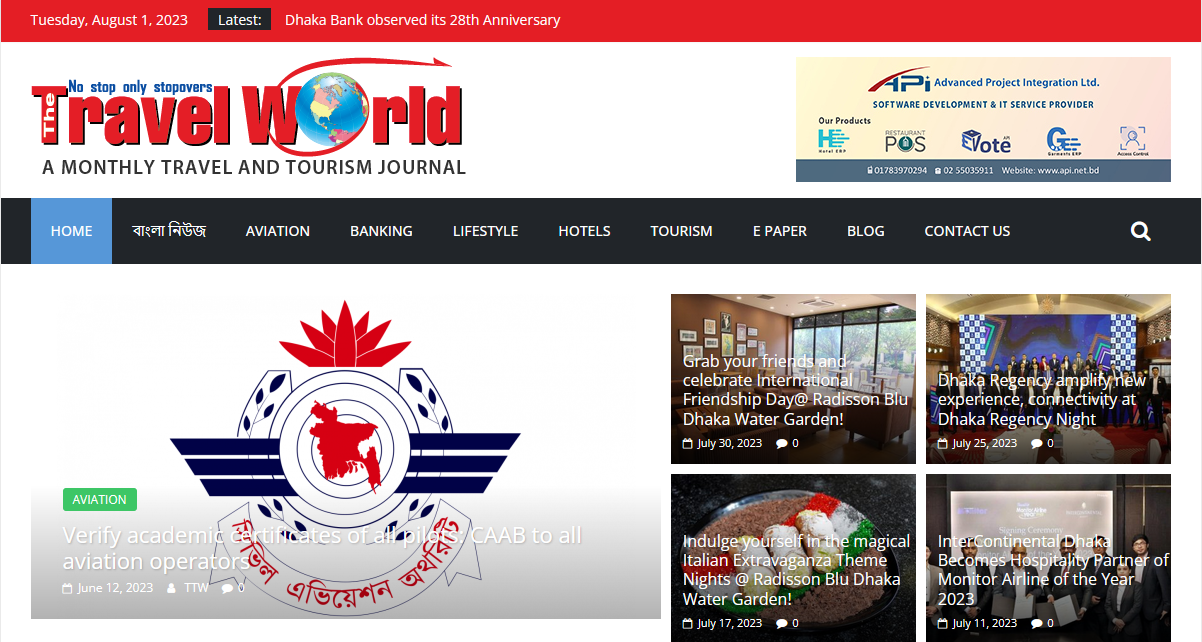 Tuesday, August 1, 2023
Latest:
Dhaka Bank observed its 28th Anniversary
No stop only stopovers
The Travel World
A MONTHLY TRAVEL AND TOURISM JOURNAL
APi Advanced Project Integration Ltd.
SOFTWARE DEVELOPMENT & IT SERVICE PROVIDER
Our Products
HE
Hotel ERP
RESTAURANT
POS
Vote
API
GE
Garments ERP
Access Control
01783970294 02 55035911 Website: www.api.net.bd
HOME
বাংলা নিউজ
AVIATION
BANKING
LIFESTYLE
HOTELS
TOURISM
E PAPER
BLOG
CONTACT US
সিভিল এভিয়েশন অথরিটি
AVIATION
Verify academic certificates of all pilots: CAAB to all
aviation operators
June 12, 2023 TTW 0
Grab your friends and
celebrate International
Friendship Day@ Radisson Blu
Dhaka Water Garden!
July 30, 2023 0
Dhaka Regency amplify new
experience, connectivity at
Dhaka Regency Night
July 25, 2023 0
Indulge yourself in the magical
Italian Extravaganza Theme
Nights @ Radisson Blu Dhaka
Water Garden!
July 17, 2023 0
Signing Ceremony
InterContinental Dhaka
Becomes Hospitality Partner of
Monitor Airline of the Year
2023
July 11, 2023 0